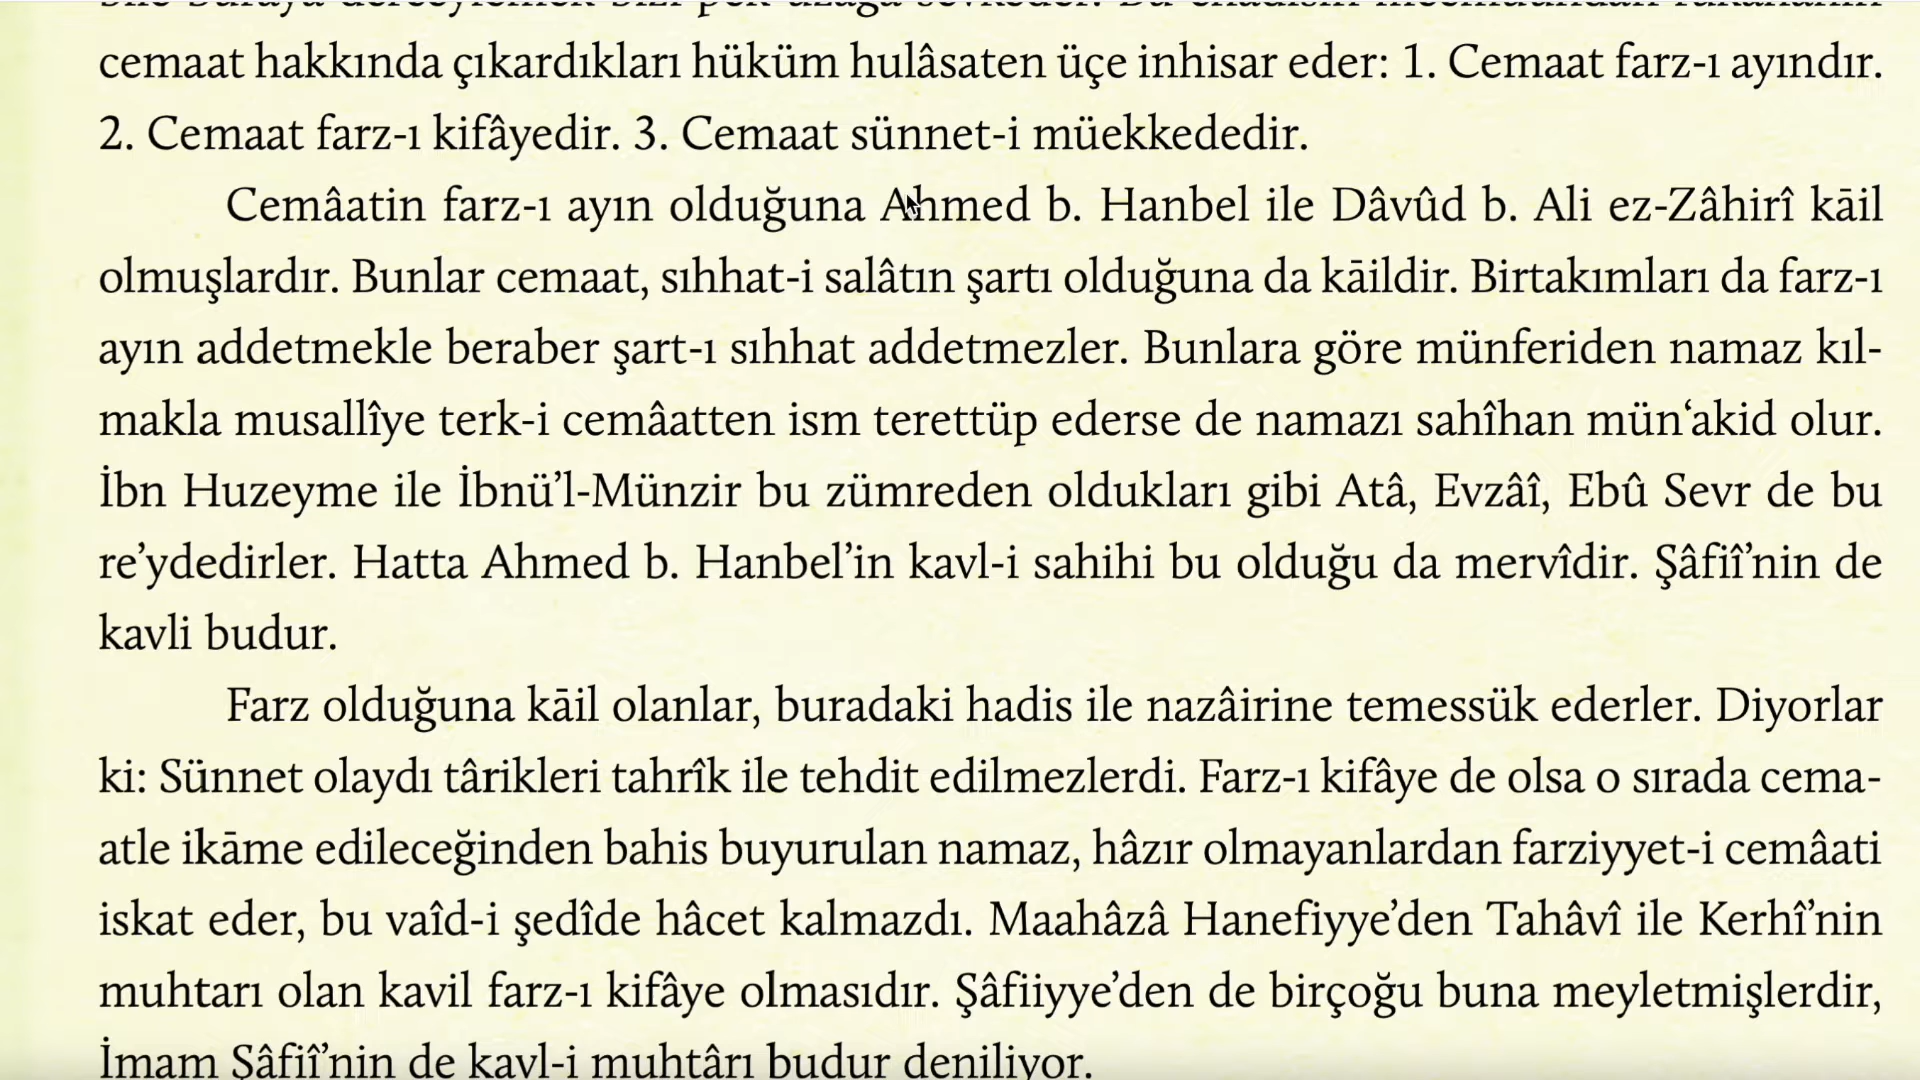 cemaat hakkında çıkardıkları hüküm hulâsaten üçe inhisar eder: 1. Cemaat farz-ı ayındır.
2. Cemaat farz-ı kifâyedir. 3. Cemaat sünnet-i müekkededir.
Cemâatin farz-ı ayın olduğuna Ahmed b. Hanbel ile Dâvûd b. Ali ez-Zâhirî kāil
olmuşlardır. Bunlar cemaat, sıhhat-i salâtın şartı olduğuna da kāildir. Birtakımları da farz-ı
ayın addetmekle beraber şart-ı sıhhat addetmezler. Bunlara göre münferiden namaz kıl-
makla musallîye terk-i cemâatten ism terettüp ederse de namazı sahîhan mün‘akid olur.
İbn Huzeyme ile İbnü’l-Münzir bu zümreden oldukları gibi Atâ, Evzâî, Ebû Sevr de bu
re’ydedirler. Hatta Ahmed b. Hanbel’in kavl-i sahihi bu olduğu da mervîdir. Şâfiî’nin de
kavli budur.
Farz olduğuna kāil olanlar, buradaki hadis ile nazâirine temessük ederler. Diyorlar
ki: Sünnet olaydı târikleri tahrîk ile tehdit edilmezlerdi. Farz-ı kifâye de olsa o sırada cema-
atle ikāme edileceğinden bahis buyurulan namaz, hâzır olmayanlardan farziyyet-i cemâati
iskat eder, bu vaîd-i şedîde hâcet kalmazdı. Maahâzâ Hanefiyye’den Tahâvî ile Kerhî’nin
muhtarı olan kavil farz-ı kifâye olmasıdır. Şâfiiyye’den de birçoğu buna meyletmişlerdir,
İmam Şâfiî’nin de kavl-i muhtârı budur deniliyor.